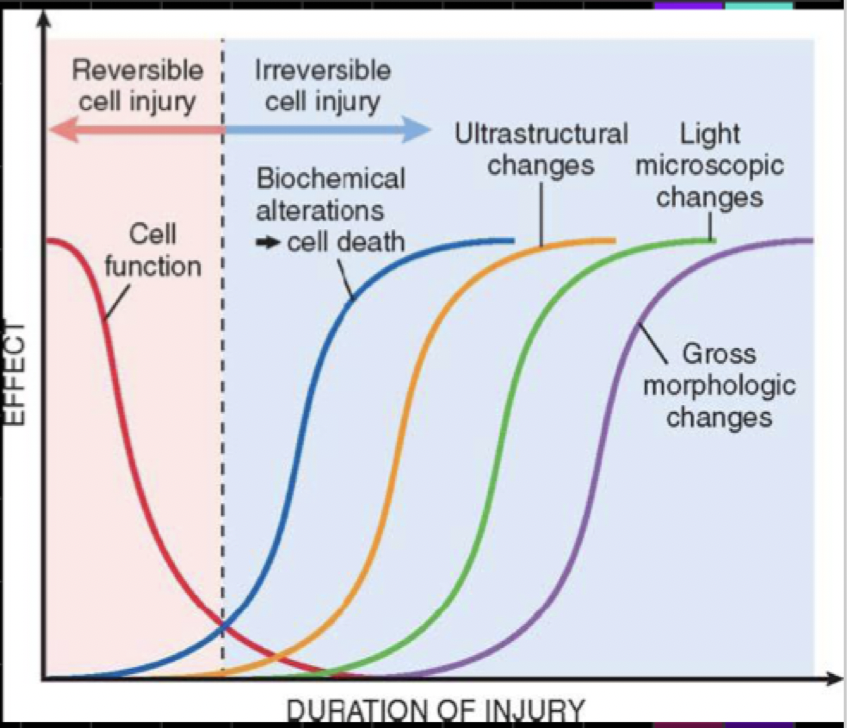 Reversible
cell injury
Irreversible
cell injury
Ultrastructural
changes
Light
microscopic
changes
Biochemical
alterations
➡ cell death
Cell
function
Gross
morphologic
changes
EFFECT
DURATION OF INJURY